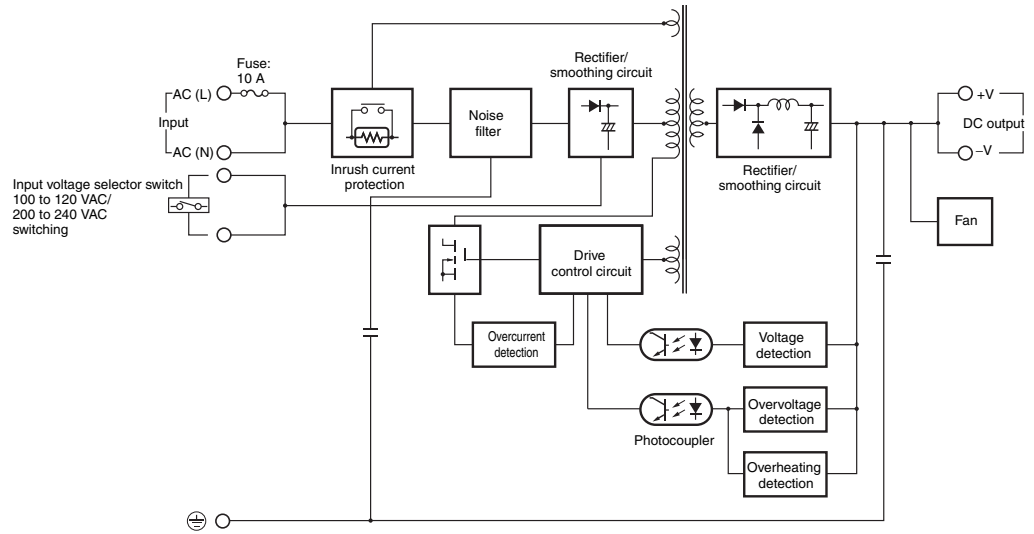 Fuse:
10 A
AC (L)
Input
AC (N)
Input voltage selector switch
100 to 120 VAC/
200 to 240 VAC
switching
Inrush current
protection
Noise
filter
Rectifier/
smoothing circuit
Rectifier/
smoothing circuit
+V
DC output
–V
Fan
Drive
control circuit
Overcurrent
detection
Voltage
detection
Overvoltage
detection
Photocoupler
Overheating
detection